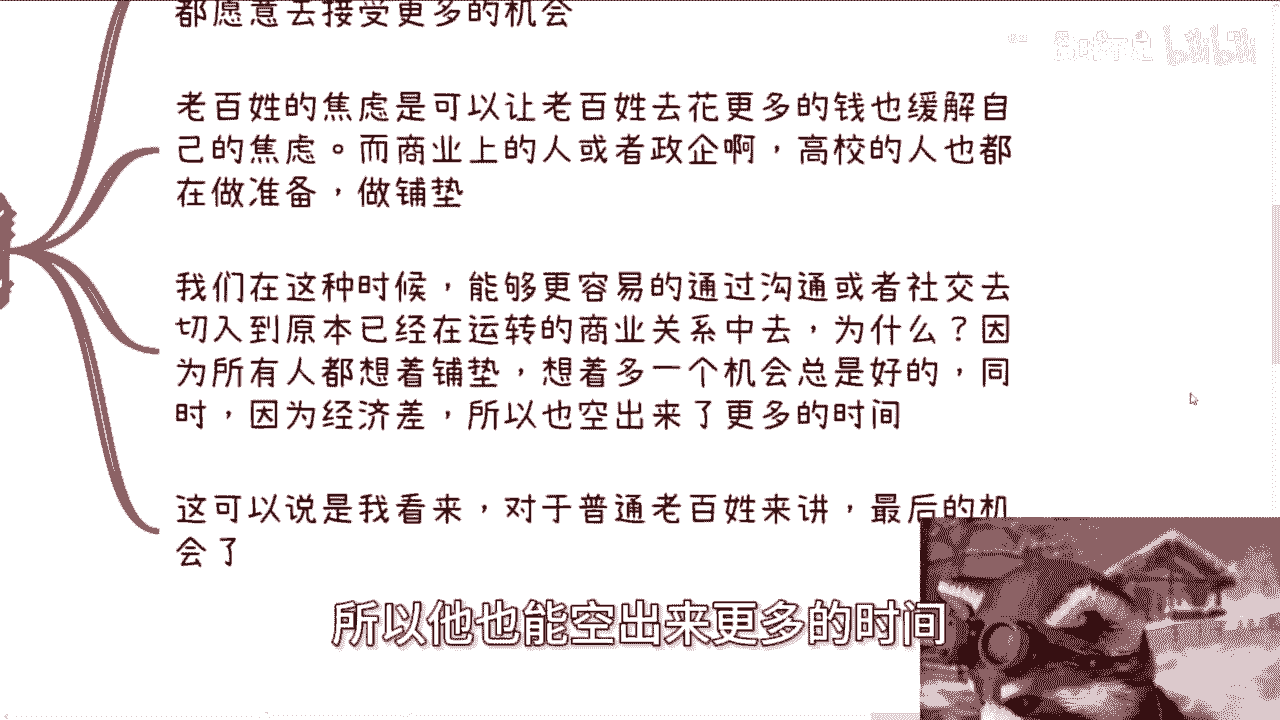 都愿意去接受更多的机会
老百姓的焦虑是可以让老百姓去花更多的钱也缓解自
己的焦虑。而商业上的人或者政企啊，高校的人也都
在做准备，做铺垫
我们在这种时候，能够更容易的通过沟通或者社交去
切入到原本已经在运转的商业关系中去，为什么？因
为所有人都想着铺垫，想着多一个机会总是好的，同
时，因为经济差，所以也空出来了更多的时间
这可以说是我看来，对于普通老百姓来讲，最后的机
会了
所以他也能空出来更多的时间
bilibili